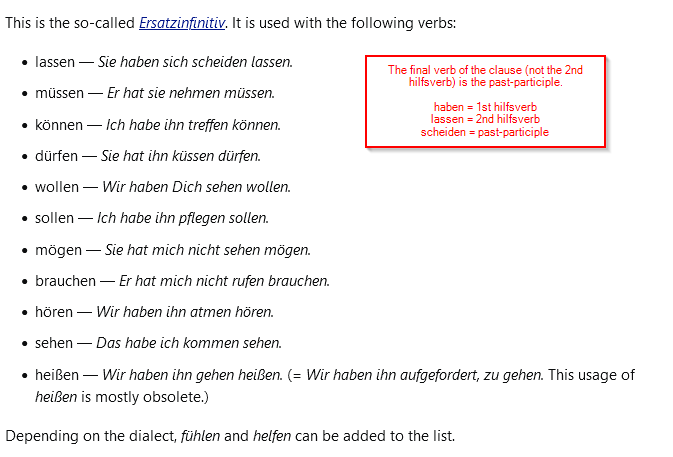 This is the so-called Ersatzinfinitiv. It is used with the following verbs:
• lassen — Sie haben sich scheiden lassen.
• müssen — Er hat sie nehmen müssen.
• können — Ich habe ihn treffen können.
• dürfen — Sie hat ihn küssen dürfen.
• wollen — Wir haben Dich sehen wollen.
• sollen — Ich habe ihn pflegen sollen.
• mögen — Sie hat mich nicht sehen mögen.
• brauchen — Er hat mich nicht rufen brauchen.
• hören — Wir haben ihn atmen hören.
• sehen — Das habe ich kommen sehen.
• heißen — Wir haben ihn gehen heißen. (= Wir haben ihn aufgefordert, zu gehen. This usage of
heißen is mostly obsolete.)
Depending on the dialect, fühlen and helfen can be added to the list.
The final verb of the clause (not the 2nd
hilfsverb) is the past-participle.
haben = 1st hilfsverb
lassen = 2nd hilfsverb
scheiden = past-participle